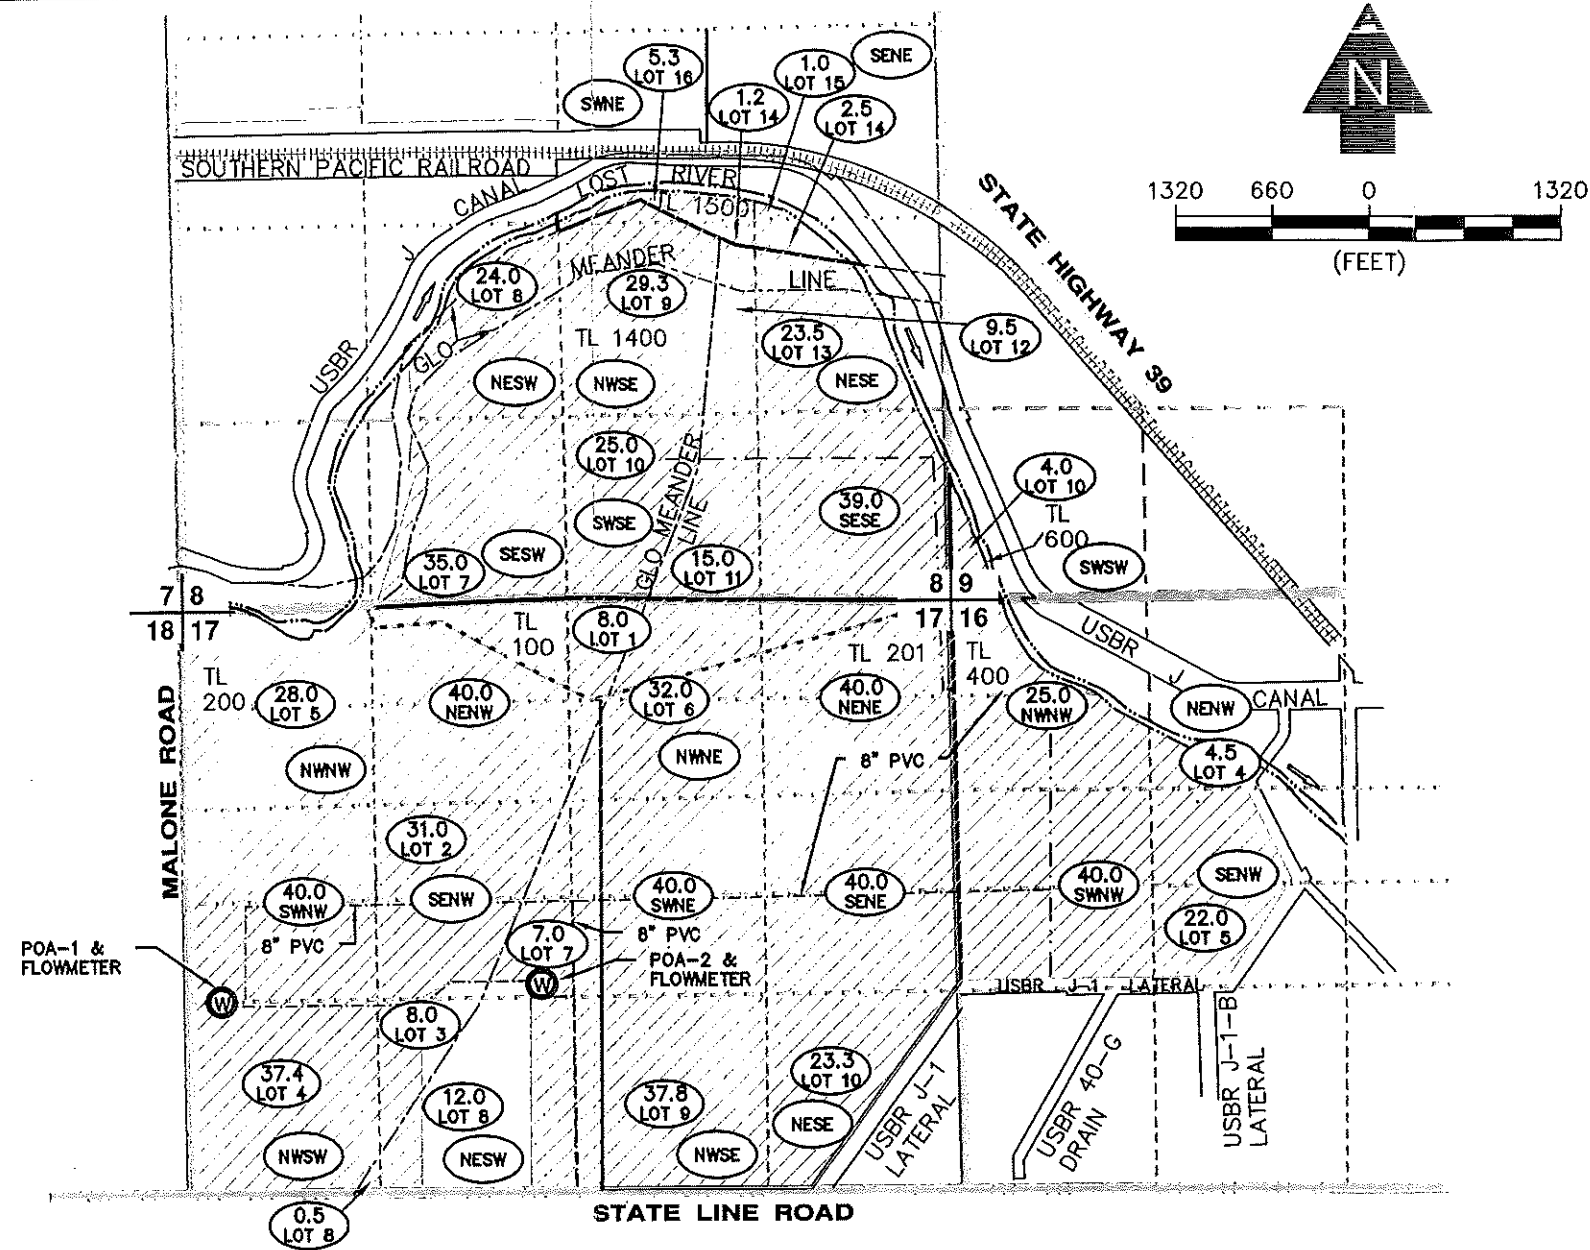 A
N
1320 660 0 1320
(FEET)
SENE
5.3
LOT 16
1.0
LOT 15
SWNE
1.2
LOT 14
2.5
LOT 14
SOUTHERN PACIFIC RAILROAD
CANAL
LOST RIVER
TL 1500
STATE HIGHWAY 39
J
USBR
MEANDER
LINE
24.0
LOT 8
29.3
LOT 9
GLO
TL 1400
23.5
LOT 13
9.5
LOT 12
NESW
NWSE
NESE
25.0
LOT 10
GLO MEANDER
LINE
4.0
LOT 10
39.0
SESE
SWSE
TL
600
SESW
35.0
LOT 7
15.0
LOT 11
SWSW
7 8
18 17
8 9
17 16
TL
100
8.0
LOT 1
USBR
J
CANAL
TL 201
TL
400
TL
200
28.0
LOT 5
40.0
NENW
32.0
LOT 6
40.0
NENE
25.0
NWNW
NENW
MALONE ROAD
NWNW
NWNE
8" PVC
4.5
LOT 4
31.0
LOT 2
40.0
SWNW
SENW
40.0
SWNE
40.0
SENE
40.0
SWNW
SENW
22.0
LOT 5
8" PVC
7.0
LOT 7
8" PVC
POA-1 &
FLOWMETER
POA-2 &
FLOWMETER
W
W
USBR J-1 LATERAL
8.0
LOT 3
37.4
LOT 4
12.0
LOT 8
37.8
LOT 9
23.3
LOT 10
NESE
NWSW
NESW
NWSE
USBR J-1
LATERAL
USBR 40-G
DRAIN
USBR J-1-B
LATERAL
0.5
LOT 8
STATE LINE ROAD